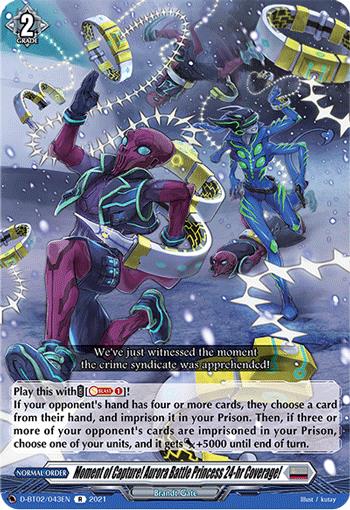 2
GRADE
We've just witnessed the moment
the crime syndicate was apprehended!
Play this with [COUNTER BLAST 1]!
If your opponent's hand has four or more cards, they choose a card
from their hand, and imprison it in your Prison. Then, if three or
more of your opponent's cards are imprisoned in your Prison,
choose one of your units, and it gets +5000 until end of turn.
NORMAL ORDER Moment of Capture! Aurora Battle Princess 24-hr Coverage!
D-BT02/043EN R 2021 Brandt Gate Illust / kutay